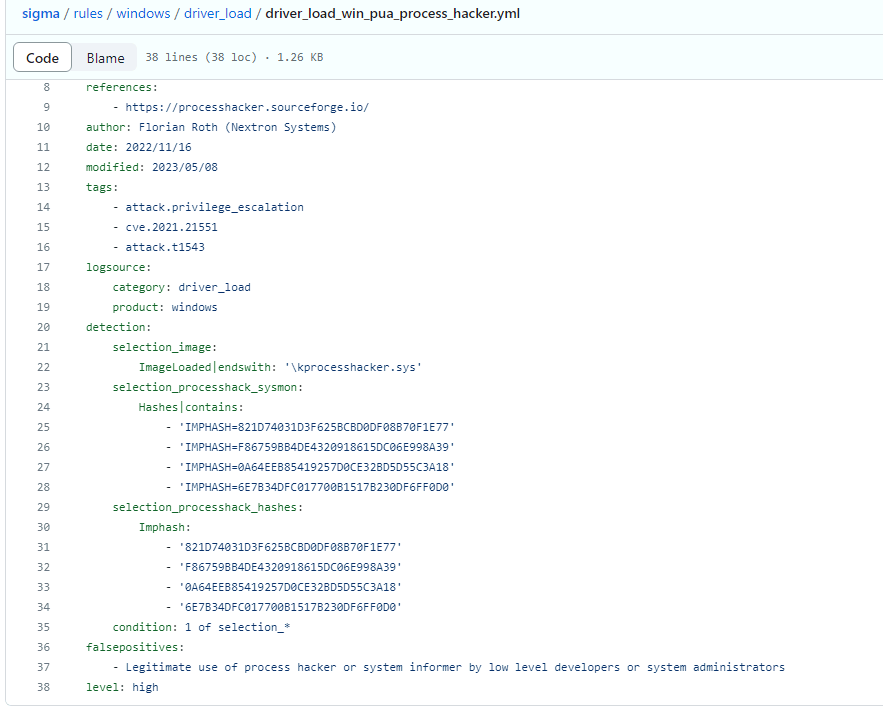 sigma / rules / windows / driver_load / driver_load_win_pua_process_hacker.yml
Code Blame 38 lines (38 loc) · 1.26 KB
8 references:
9 - https://processhacker.sourceforge.io/
10 author: Florian Roth (Nextron Systems)
11 date: 2022/11/16
12 modified: 2023/05/08
13 tags:
14 - attack.privilege_escalation
15 - cve.2021.21551
16 - attack.t1543
17 logsource:
18 category: driver_load
19 product: windows
20 detection:
21 selection_image:
22 ImageLoaded|endswith: '\kprocesshacker.sys'
23 selection_processhack_sysmon:
24 Hashes|contains:
25 - 'IMPHASH=821D74031D3F625BCBD0DF08B70F1E77'
26 - 'IMPHASH=F86759BB4DE4320918615DC06E998A39'
27 - 'IMPHASH=0A64EEB85419257D0CE32BD5D55C3A18'
28 - 'IMPHASH=6E7B34DFC017700B1517B230DF6FF0D0'
29 selection_processhack_hashes:
30 Imphash:
31 - '821D74031D3F625BCBD0DF08B70F1E77'
32 - 'F86759BB4DE4320918615DC06E998A39'
33 - '0A64EEB85419257D0CE32BD5D55C3A18'
34 - '6E7B34DFC017700B1517B230DF6FF0D0'
35 condition: 1 of selection_*
36 falsepositives:
37 - Legitimate use of process hacker or system informer by low level developers or system administrators
38 level: high